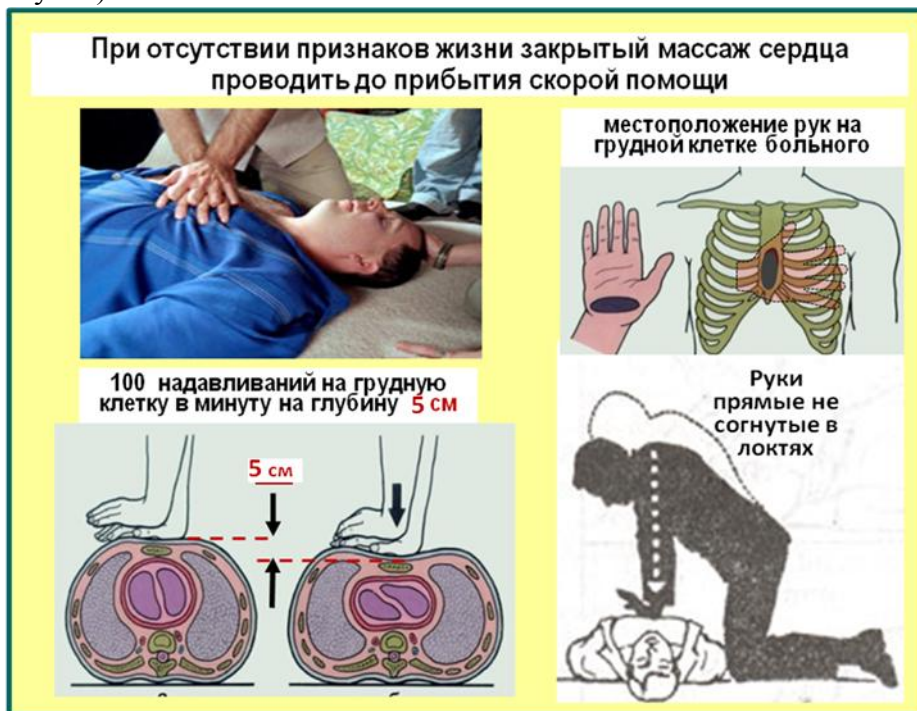 При отсутствии признаков жизни закрытый массаж сердца
проводить до прибытия скорой помощи
местоположение рук на
грудной клетке больного
100 надавливаний на грудную
клетку в минуту на глубину 5 см
5 см
Руки
прямые не
согнутые в
локтях